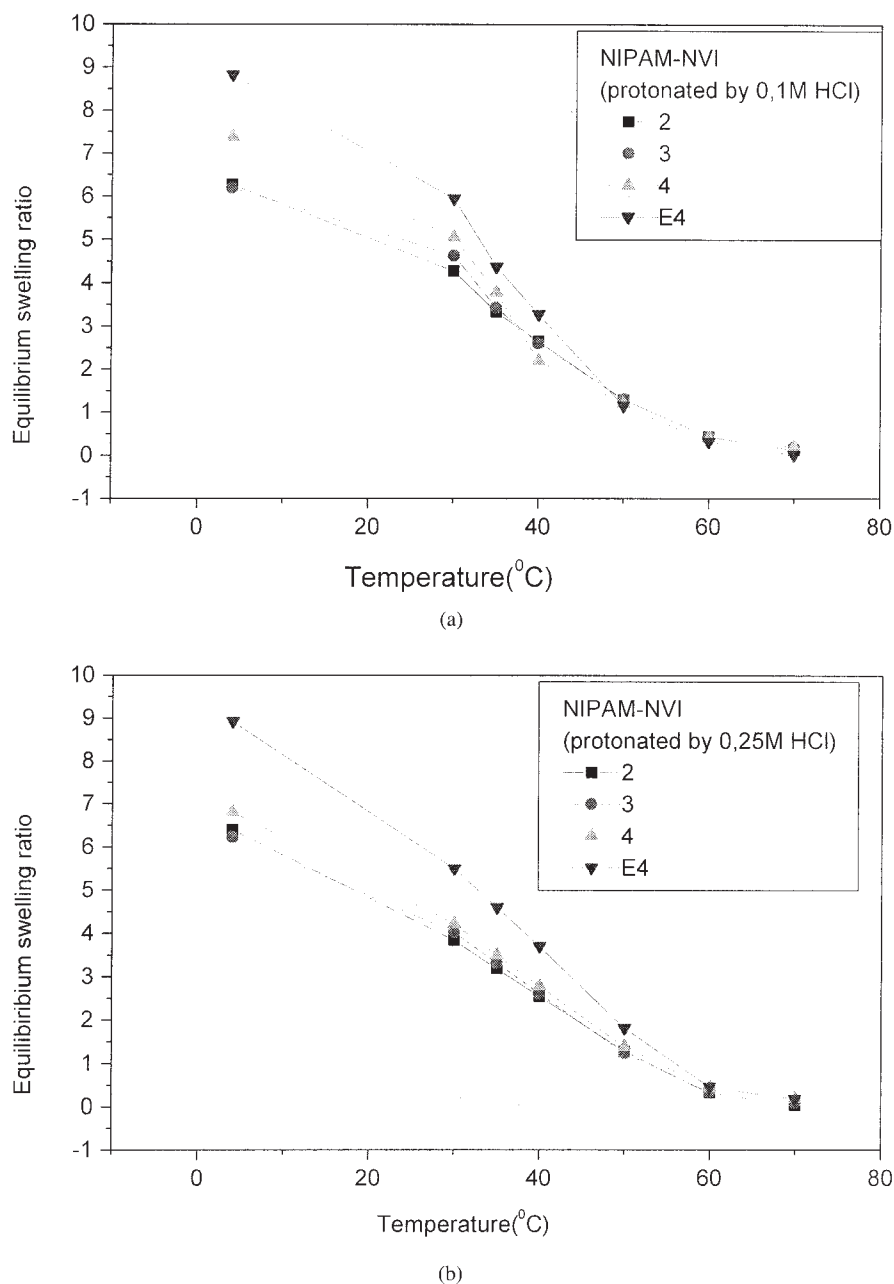 10
9
8
7
6
5
4
3
2
1
0
-1
Equilibrium swelling ratio
NIPAM-NVI
(protonated by 0,1M HCl)
2
3
4
E4
0 20 40 60 80
Temperature(⁰C)
(a)
10
9
8
7
6
5
4
3
2
1
0
-1
Equilibiribium swelling ratio
NIPAM-NVI
(protonated by 0,25M HCl)
2
3
4
E4
0 20 40 60 80
Temperature(⁰C)
(b)